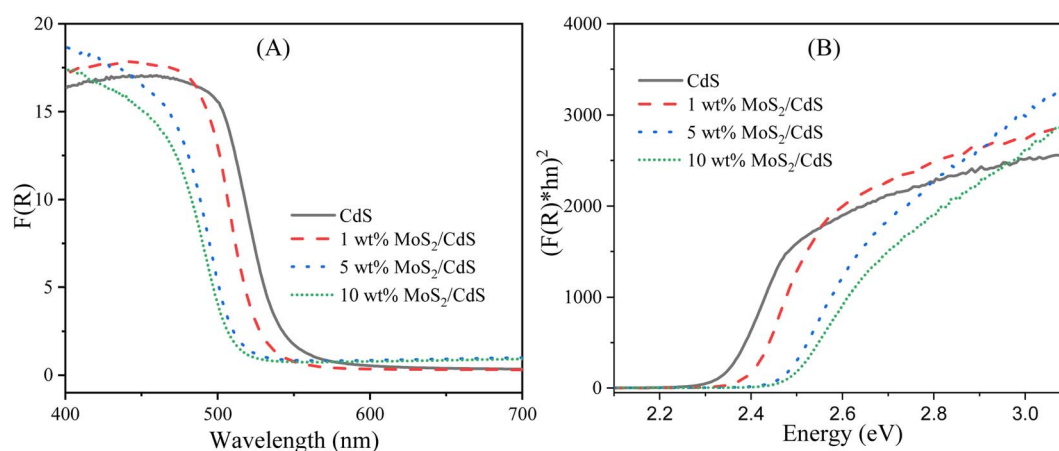 (A)
20
15
10
5
0
F(R)
CdS
1 wt% MoS₂/CdS
5 wt% MoS₂/CdS
10 wt% MoS₂/CdS
400 500 600 700
Wavelength (nm)
(B)
4000
3000
2000
1000
0
(F(R)*hn)²
CdS
1 wt% MoS₂/CdS
5 wt% MoS₂/CdS
10 wt% MoS₂/CdS
2.2 2.4 2.6 2.8 3.0
Energy (eV)